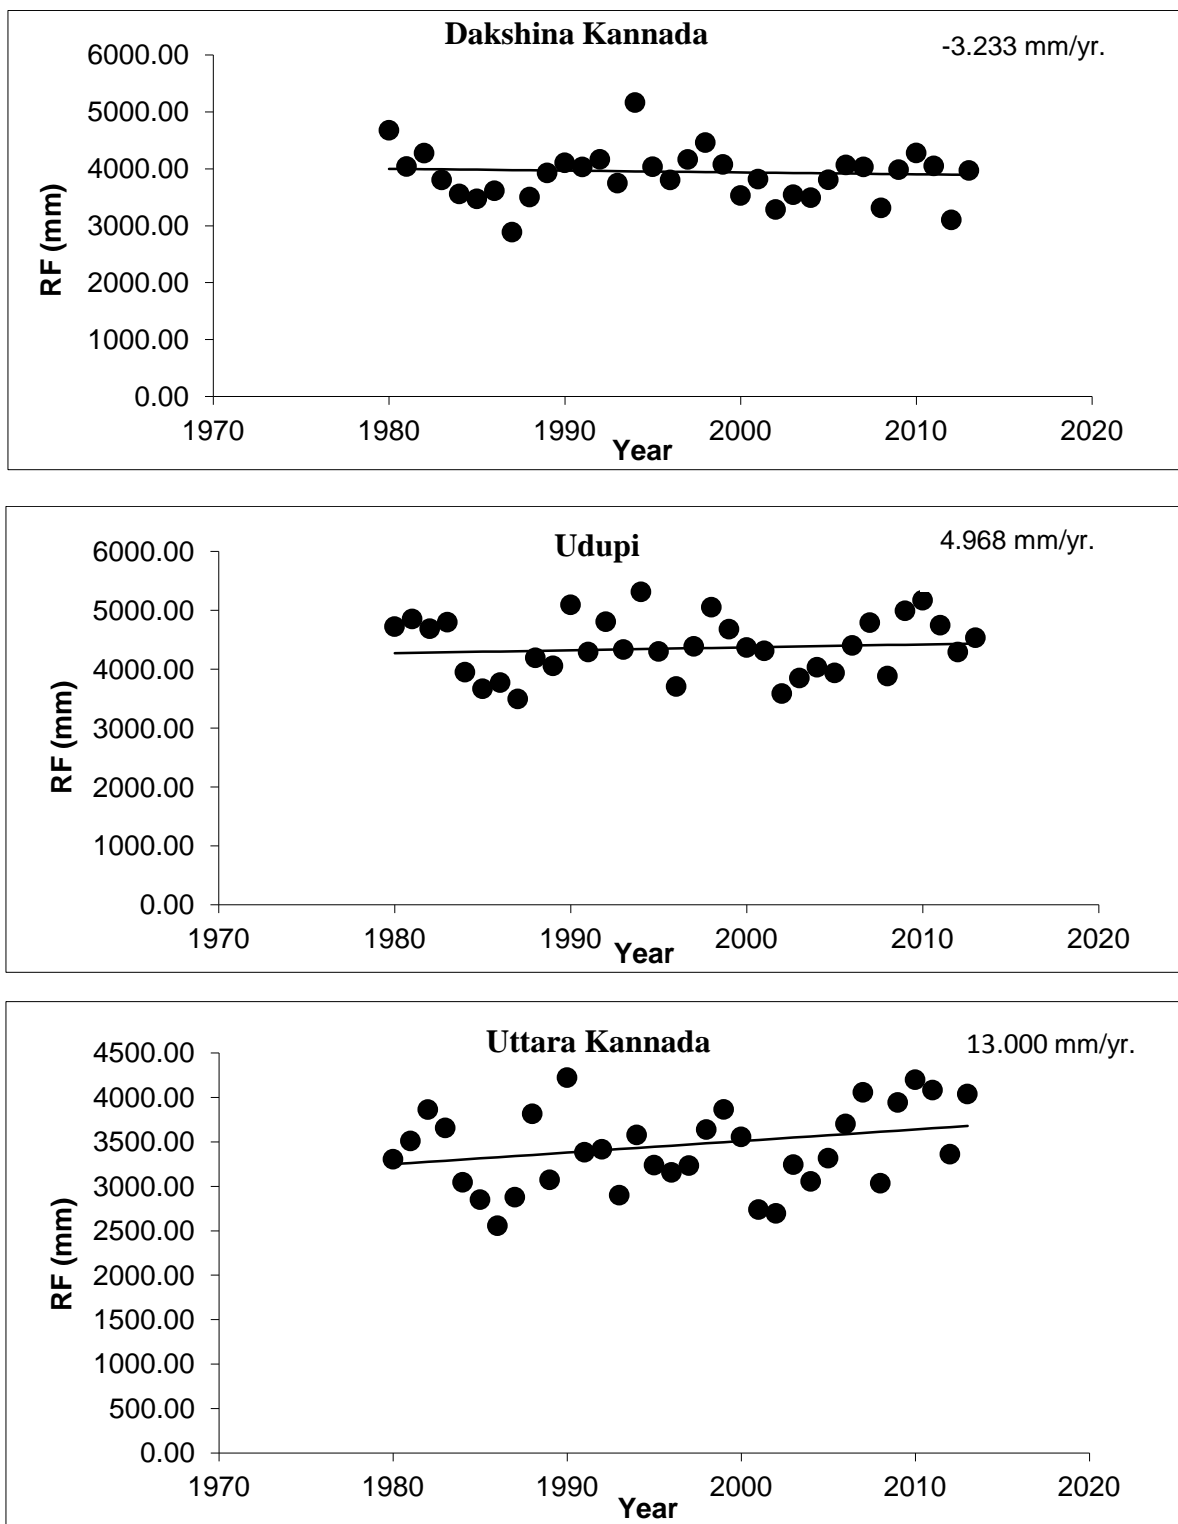 Dakshina Kannada
-3.233 mm/yr.
6000.00
5000.00
4000.00
3000.00
2000.00
1000.00
0.00
RF (mm)
1970 1980 1990 2000 2010 2020
Year
Udupi
4.968 mm/yr.
6000.00
5000.00
4000.00
3000.00
2000.00
1000.00
0.00
RF (mm)
1970 1980 1990 2000 2010 2020
Year
Uttara Kannada
13.000 mm/yr.
4500.00
4000.00
3500.00
3000.00
2500.00
2000.00
1500.00
1000.00
500.00
0.00
RF (mm)
1970 1980 1990 2000 2010 2020
Year